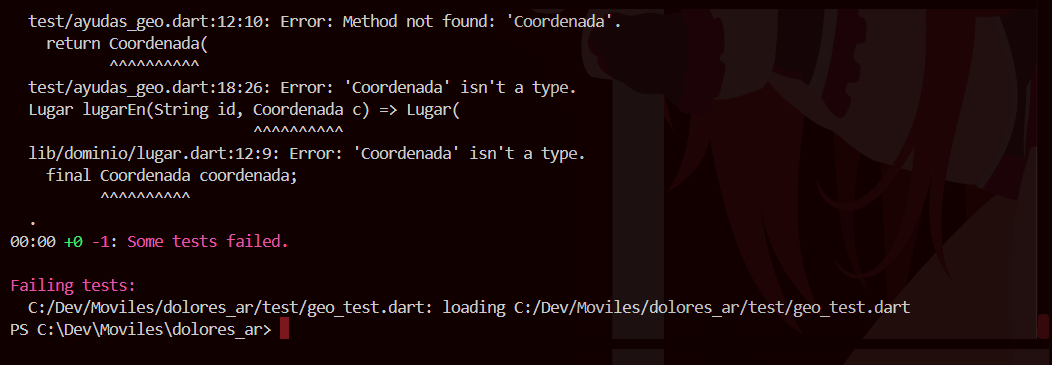 test/ayudas_geo.dart:12:10: Error: Method not found: 'Coordenada'.
return Coordenada(
^^^^^^^^^^
test/ayudas_geo.dart:18:26: Error: 'Coordenada' isn't a type.
Lugar lugarEn(String id, Coordenada c) => Lugar(
^^^^^^^^^^
lib/dominio/lugar.dart:12:9: Error: 'Coordenada' isn't a type.
final Coordenada coordenada;
^^^^^^^^^^
.
00:00 +0 -1: Some tests failed.
Failing tests:
C:/Dev/Moviles/dolores_ar/test/geo_test.dart: loading C:/Dev/Moviles/dolores_ar/test/geo_test.dart
PS C:\Dev\Moviles\dolores_ar>